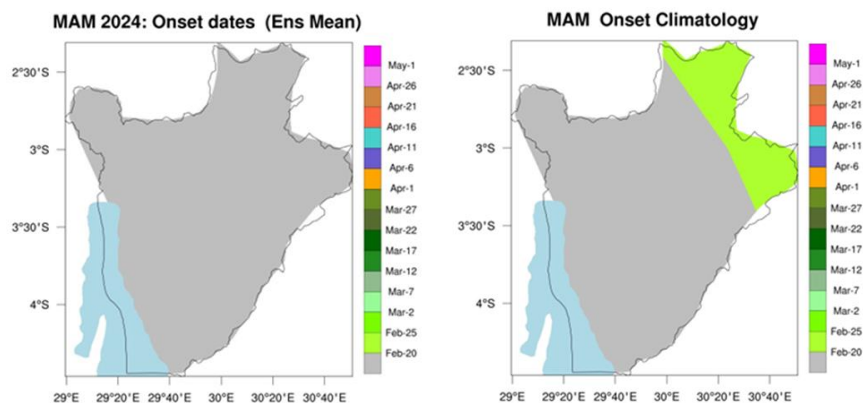 MAM 2024: Onset dates (Ens Mean)
2°30'S
3°S
3°30'S
4°S
29°E 29°20'E 29°40'E 30°E 30°20'E 30°40'E
May-1
Apr-26
Apr-21
Apr-16
Apr-11
Apr-6
Apr-1
Mar-27
Mar-22
Mar-17
Mar-12
Mar-7
Mar-2
Feb-25
Feb-20
MAM Onset Climatology
2°30'S
3°S
3°30'S
4°S
29°E 29°20'E 29°40'E 30°E 30°20'E 30°40'E
May-1
Apr-26
Apr-21
Apr-16
Apr-11
Apr-6
Apr-1
Mar-27
Mar-22
Mar-17
Mar-12
Mar-7
Mar-2
Feb-25
Feb-20